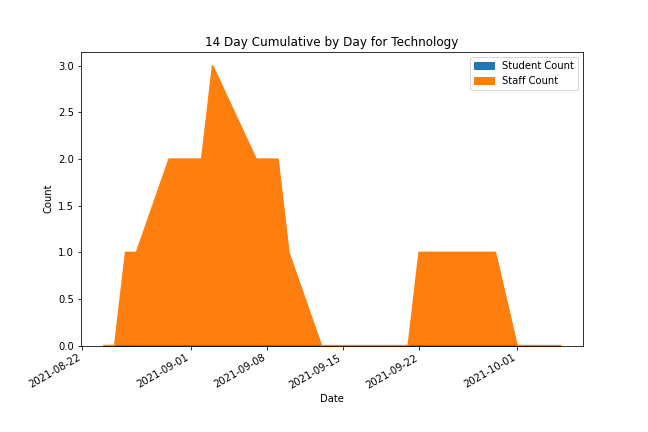 14 Day Cumulative by Day for Technology
Student Count
Staff Count
3.0
2.5
2.0
1.5
1.0
0.5
0.0
Count
2021-08-22
2021-09-01
2021-09-08
2021-09-15
2021-09-22
2021-10-01
Date